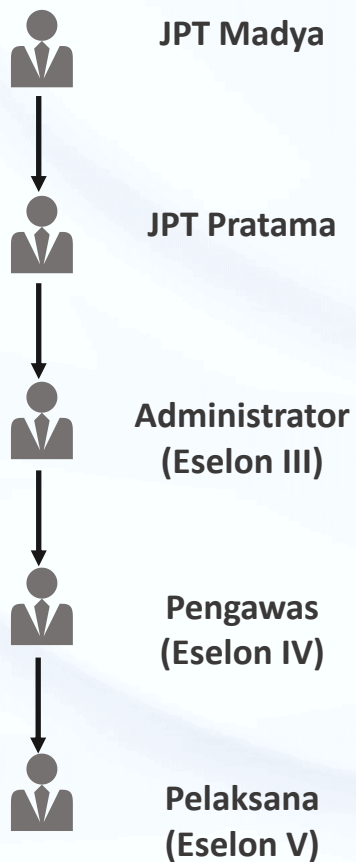 JPT Madya
JPT Pratama
Administrator
(Eselon III)
Pengawas
(Eselon IV)
Pelaksana
(Eselon V)